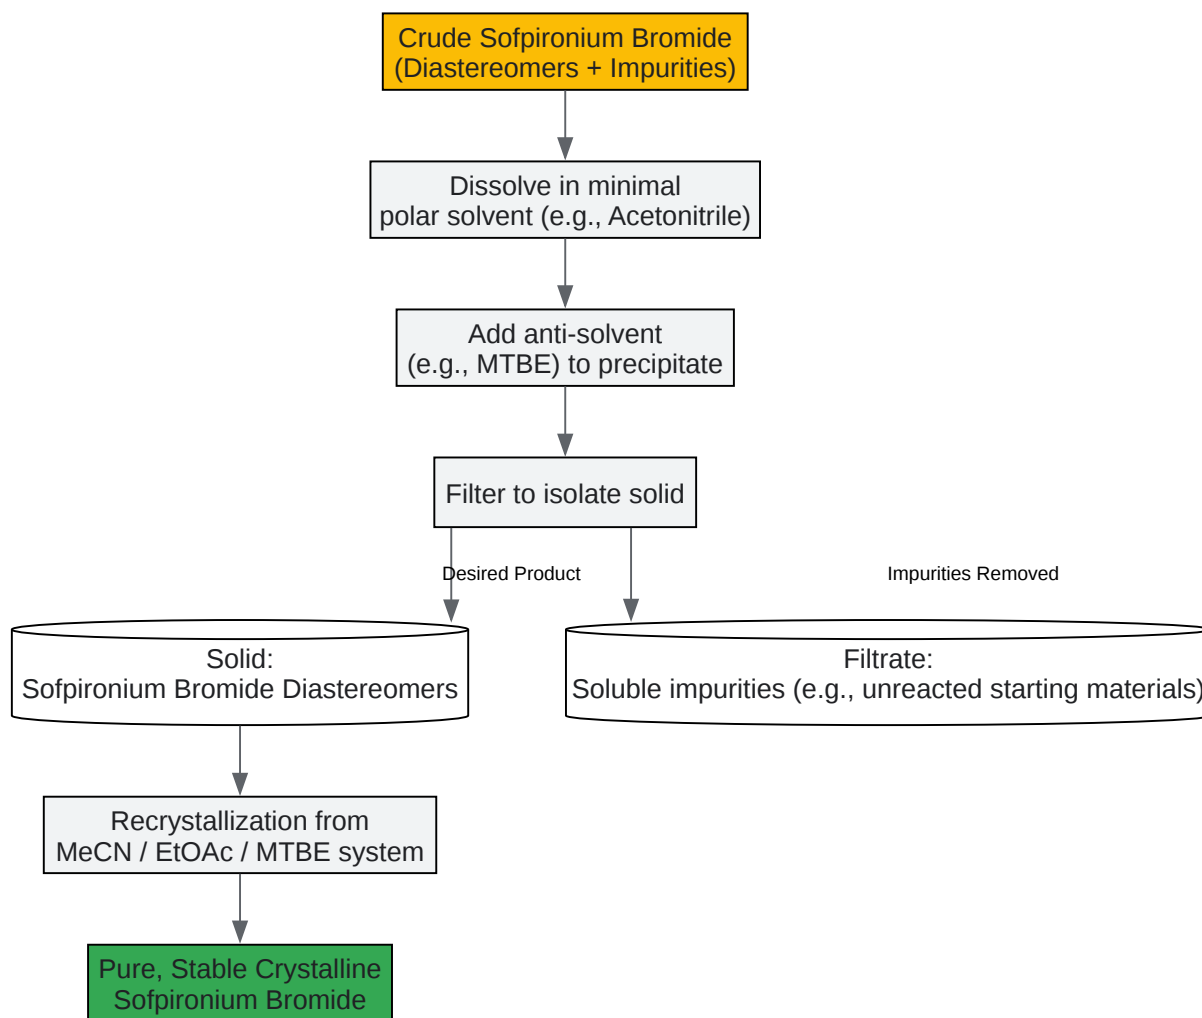 Crude Sofpironium Bromide
(Diastereomers + Impurities)
Dissolve in minimal
polar solvent (e.g., Acetonitrile)
Add anti-solvent
(e.g., MTBE) to precipitate
Filter to isolate solid
Desired Product
Impurities Removed
Solid:
Sofpironium Bromide Diastereomers
Filtrate:
Soluble impurities (e.g., unreacted starting materials)
Recrystallization from
MeCN / EtOAc / MTBE system
Pure, Stable Crystalline
Sofpironium Bromide